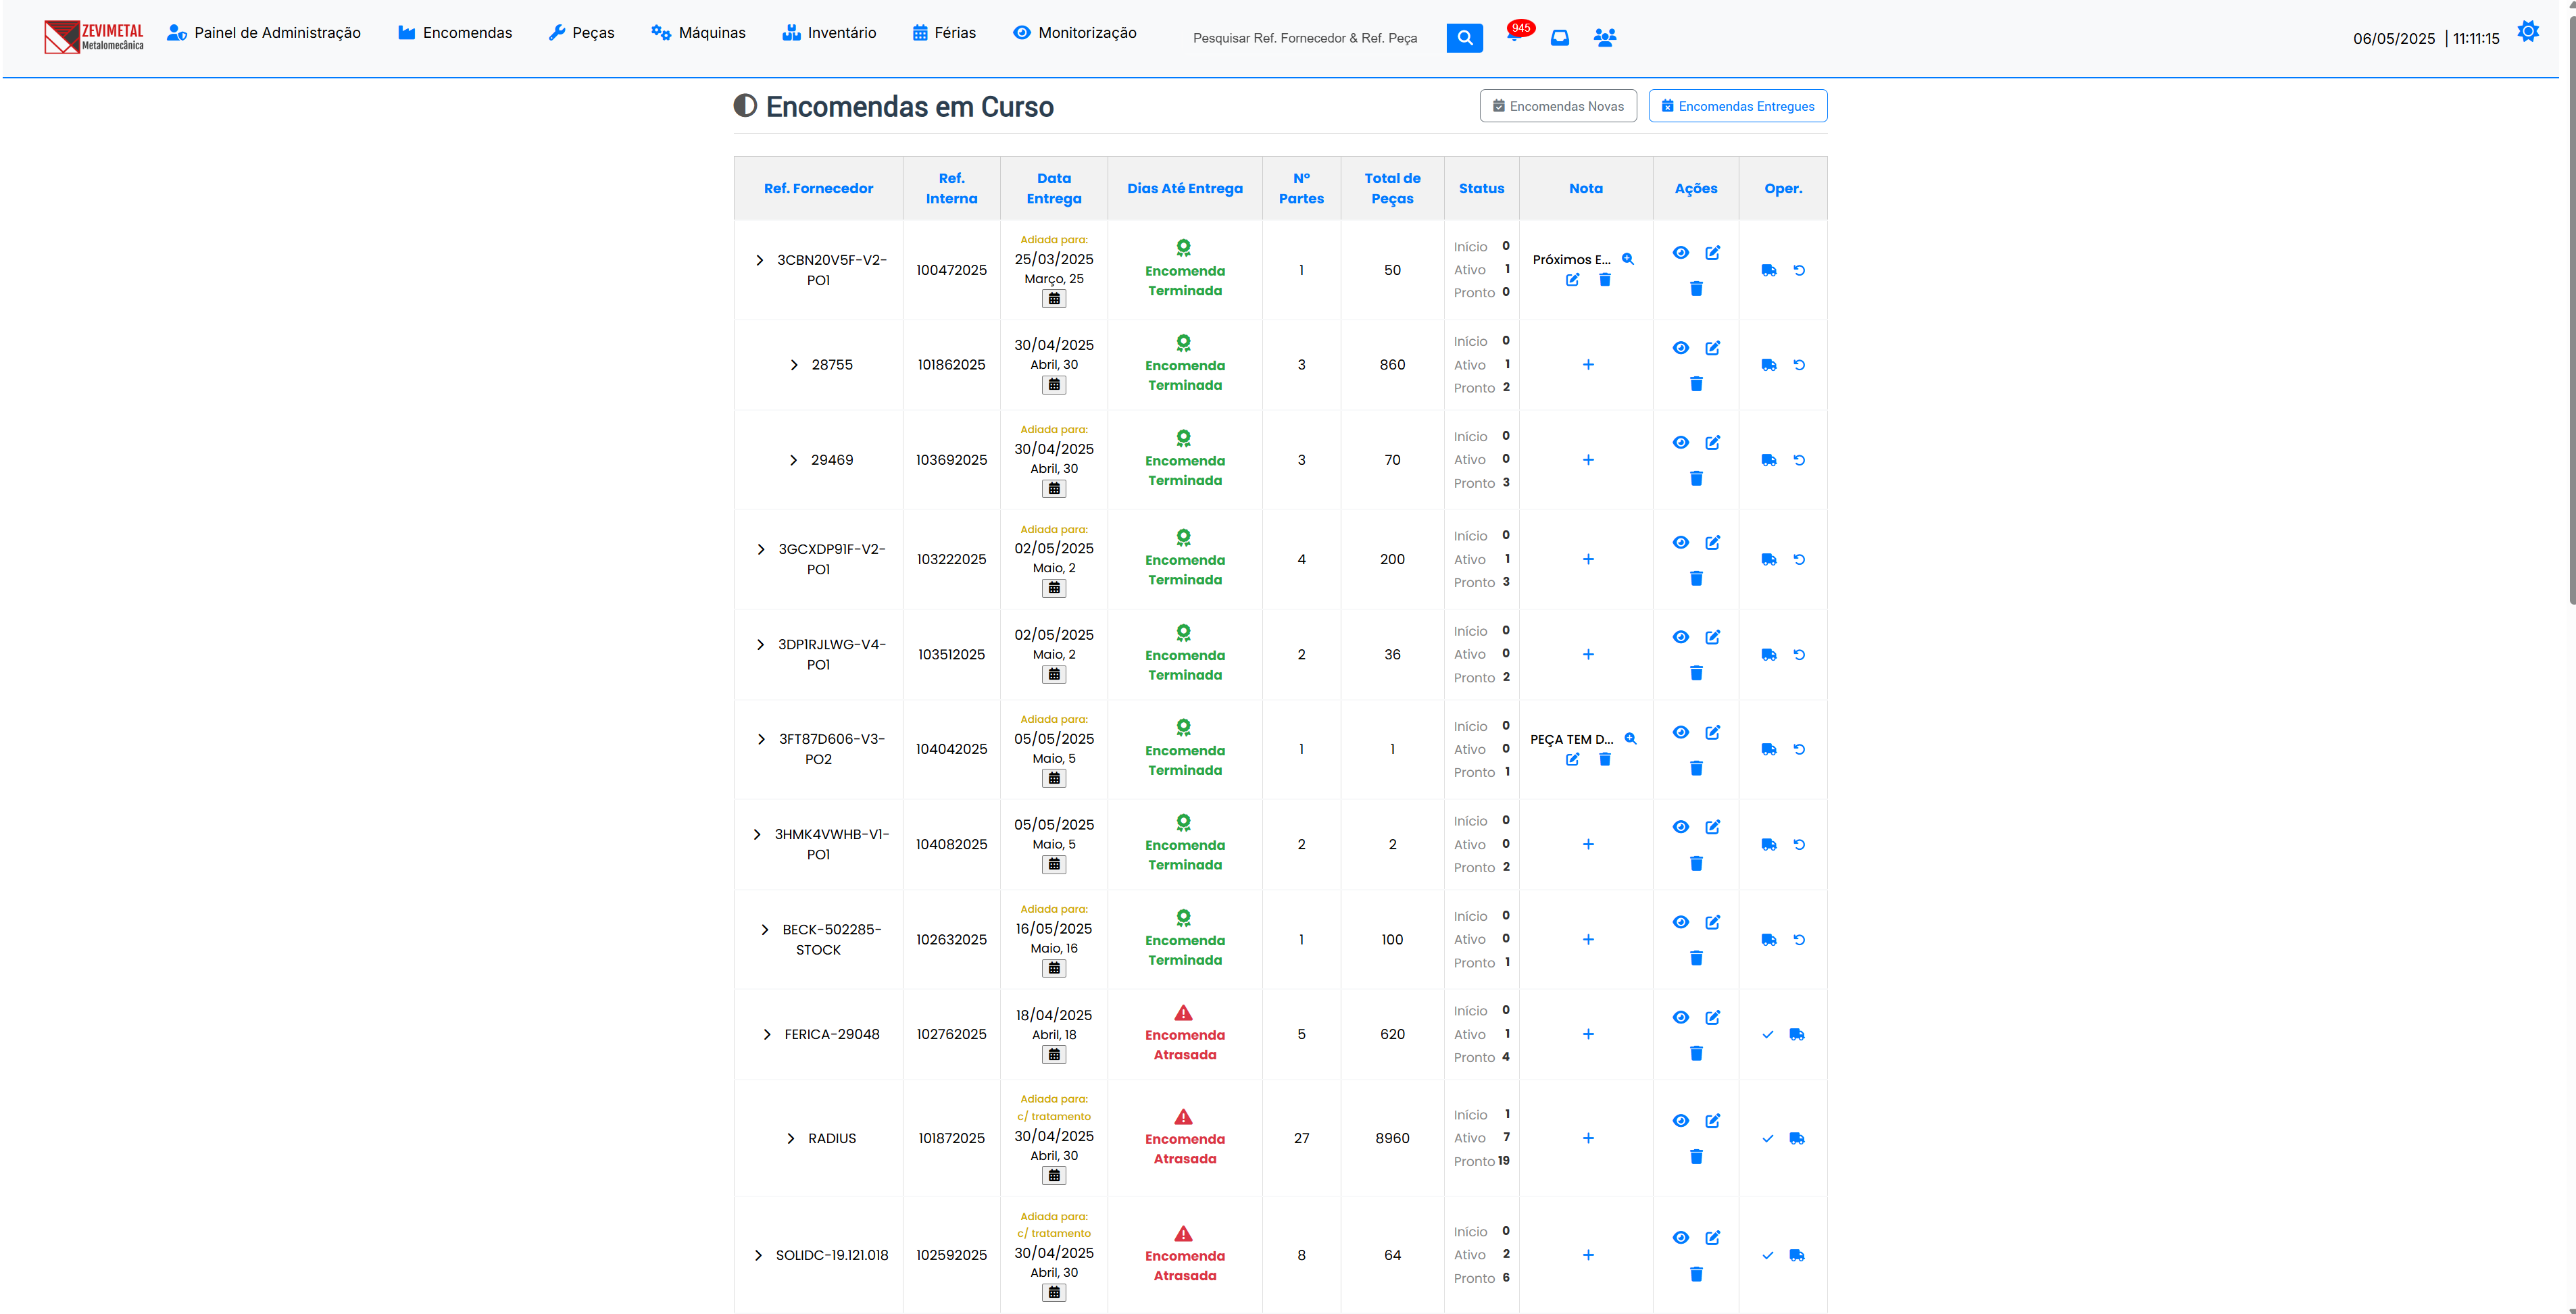 ZEVIMETAL
Metalomecânica
Painel de Administração
Encomendas
Peças
Máquinas
Inventário
Férias
Monitorização
Pesquisar Ref. Fornecedor & Ref. Peça
945
06/05/2025 | 11:11:15
Encomendas em Curso
Encomendas Novas
Encomendas Entregues
Ref. Fornecedor
Ref. Interna
Data Entrega
Dias Até Entrega
Nº Partes
Total de Peças
Status
Nota
Ações
Oper.
3CBN20V5F-V2-
PO1
100472025
Adiada para:
25/03/2025
Março, 25
Encomenda
Terminada
1
50
Início 0
Ativo 1
Pronto 0
Próximos E...
28755
101862025
30/04/2025
Abril, 30
Encomenda
Terminada
3
860
Início 0
Ativo 1
Pronto 2
29469
103692025
Adiada para:
30/04/2025
Abril, 30
Encomenda
Terminada
3
70
Início 0
Ativo 0
Pronto 3
3GCXDP91F-V2-
PO1
103222025
Adiada para:
02/05/2025
Maio, 2
Encomenda
Terminada
4
200
Início 0
Ativo 1
Pronto 3
3DP1RJLWG-V4-
PO1
103512025
02/05/2025
Maio, 2
Encomenda
Terminada
2
36
Início 0
Ativo 0
Pronto 2
3FT87D606-V3-
PO2
104042025
Adiada para:
05/05/2025
Maio, 5
Encomenda
Terminada
1
1
Início 0
Ativo 0
Pronto 1
PEÇA TEM D...
3HMK4VWHB-V1-
PO1
104082025
05/05/2025
Maio, 5
Encomenda
Terminada
2
2
Início 0
Ativo 0
Pronto 2
BECK-502285-
STOCK
102632025
Adiada para:
16/05/2025
Maio, 16
Encomenda
Terminada
1
100
Início 0
Ativo 0
Pronto 1
FERICA-29048
102762025
18/04/2025
Abril, 18
Encomenda
Atrasada
5
620
Início 0
Ativo 1
Pronto 4
RADIUS
101872025
Adiada para:
c/ tratamento
30/04/2025
Abril, 30
Encomenda
Atrasada
27
8960
Início 1
Ativo 7
Pronto 19
SOLIDC-19.121.018
102592025
Adiada para:
c/ tratamento
30/04/2025
Abril, 30
Encomenda
Atrasada
8
64
Início 0
Ativo 2
Pronto 6